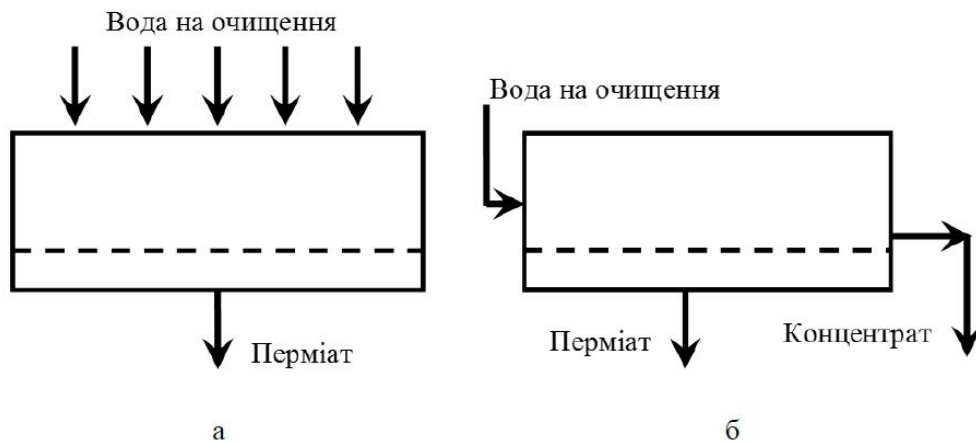 Вода на очищення
Вода на очищення
Перміат
Перміат
Концентрат
а
б